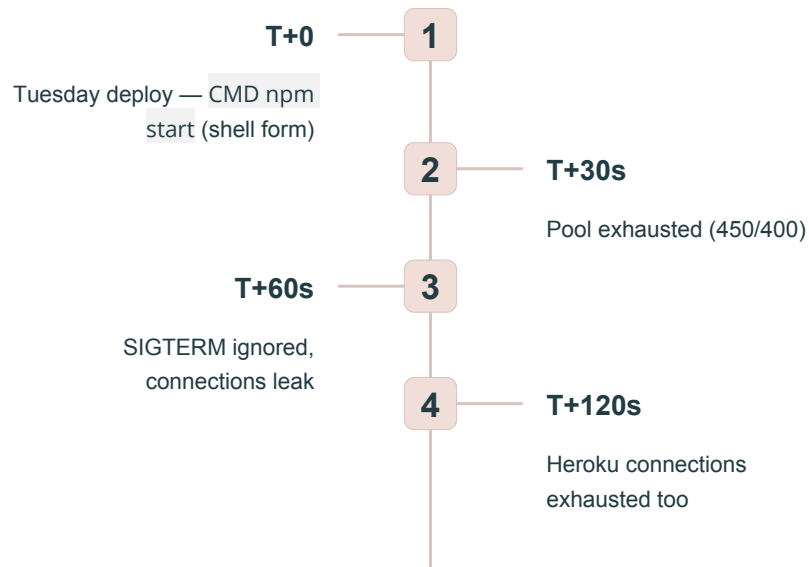 T+0
1
Tuesday deploy — CMD npm
start (shell form)
2
T+30s
Pool exhausted (450/400)
T+60s
3
SIGTERM ignored,
connections leak
4
T+120s
Heroku connections
exhausted too